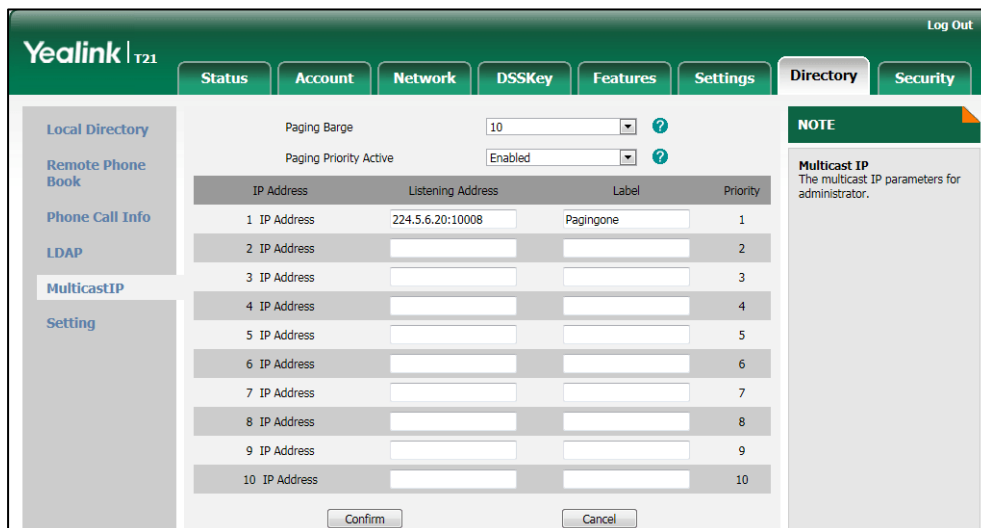 Log Out
Yealink T21
Status Account Network DSSKey Features Settings Directory Security
Local Directory
Remote Phone
Book
Phone Call Info
LDAP
MulticastIP
Setting
Paging Barge 10 ?
Paging Priority Active Enabled ?
IP Address Listening Address Label Priority
1 IP Address 224.5.6.20:10008 Pagingone 1
2 IP Address 2
3 IP Address 3
4 IP Address 4
5 IP Address 5
6 IP Address 6
7 IP Address 7
8 IP Address 8
9 IP Address 9
10 IP Address 10
Confirm Cancel
NOTE
Multicast IP
The multicast IP parameters for
administrator.